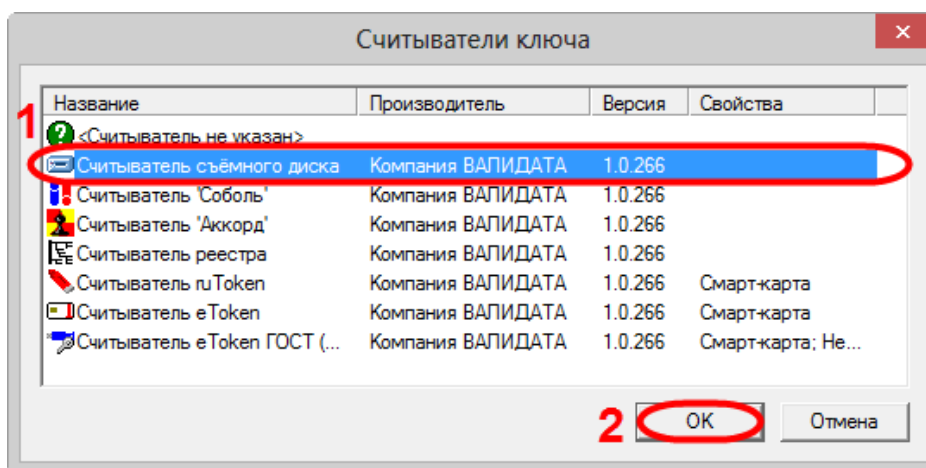 Считыватели ключа
Название Производитель Версия Свойства
1
<Считыватель не указан>
Считыватель съёмного диска Компания ВАЛИДАТА 1.0.266
Считыватель 'Соболь' Компания ВАЛИДАТА 1.0.266
Считыватель 'Аккорд' Компания ВАЛИДАТА 1.0.266
Считыватель реестра Компания ВАЛИДАТА 1.0.266
Считыватель ruToken Компания ВАЛИДАТА 1.0.266 Смарт-карта
Считыватель eToken Компания ВАЛИДАТА 1.0.266 Смарт-карта
Считыватель eToken ГОСТ (... Компания ВАЛИДАТА 1.0.266 Смарт-карта; Не...
2 OK Отмена